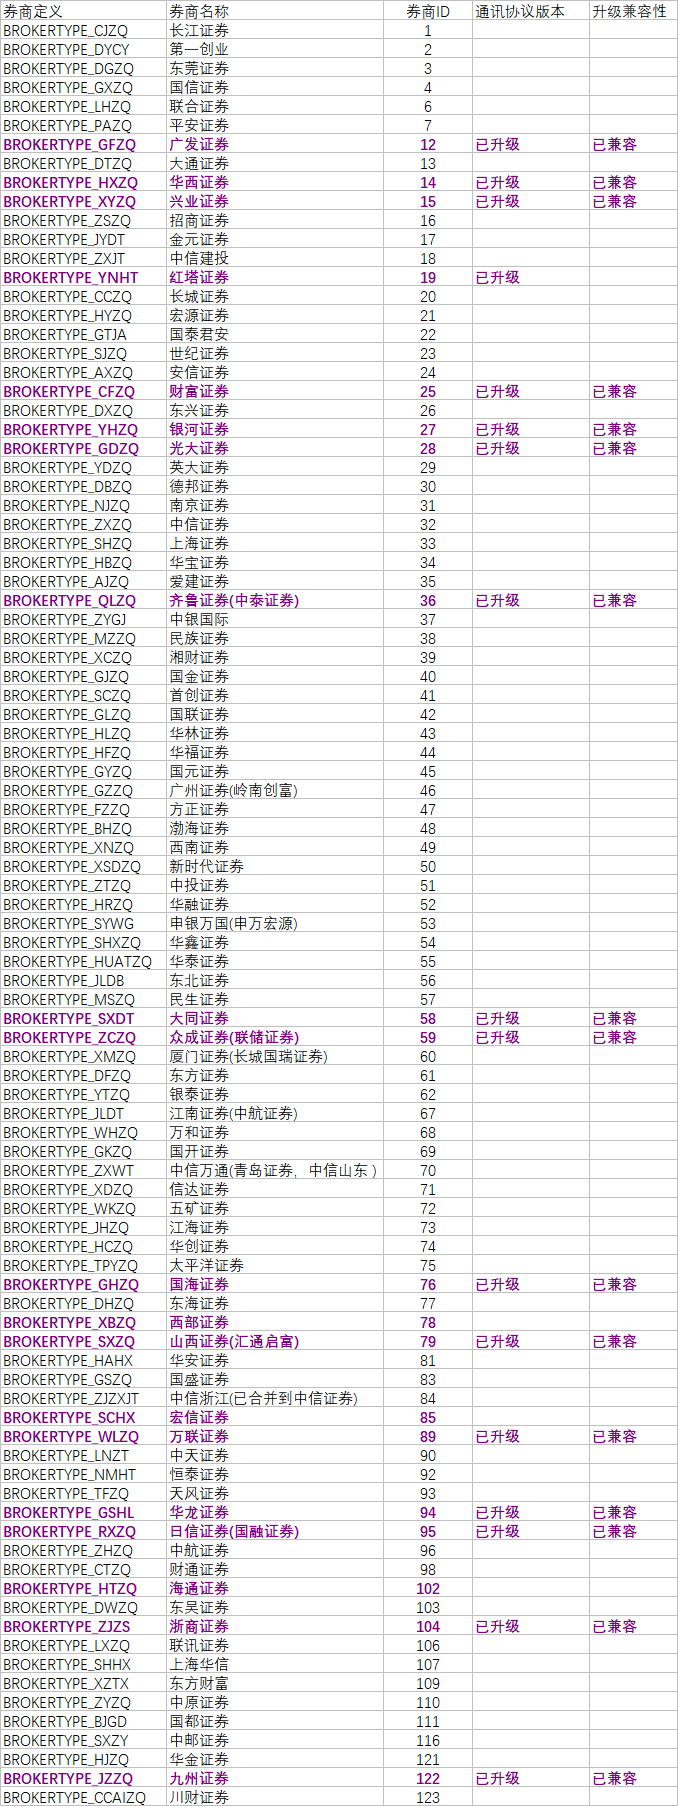 券商定义 券商名称 券商ID 通讯协议版本 升级兼容性
BROKERTYPE_CJZQ 长江证券 1
BROKERTYPE_DYCY 第一创业 2
BROKERTYPE_DGZQ 东莞证券 3
BROKERTYPE_GXZQ 国信证券 4
BROKERTYPE_LHZQ 联合证券 6
BROKERTYPE_PAZQ 平安证券 7
BROKERTYPE_GFZQ 广发证券 12 已升级 已兼容
BROKERTYPE_DTZQ 大通证券 13
BROKERTYPE_HXZQ 华西证券 14 已升级 已兼容
BROKERTYPE_XYZQ 兴业证券 15 已升级 已兼容
BROKERTYPE_ZSZQ 招商证券 16
BROKERTYPE_JYDT 金元证券 17
BROKERTYPE_ZXJT 中信建投 18
BROKERTYPE_YNHT 红塔证券 19 已升级
BROKERTYPE_CCZQ 长城证券 20
BROKERTYPE_HYZQ 宏源证券 21
BROKERTYPE_GTJA 国泰君安 22
BROKERTYPE_SJZQ 世纪证券 23
BROKERTYPE_AXZQ 安信证券 24
BROKERTYPE_CFZQ 财富证券 25 已升级 已兼容
BROKERTYPE_DXZQ 东兴证券 26
BROKERTYPE_YHZQ 银河证券 27 已升级 已兼容
BROKERTYPE_GDZQ 光大证券 28 已升级 已兼容
BROKERTYPE_YDZQ 英大证券 29
BROKERTYPE_DBZQ 德邦证券 30
BROKERTYPE_NJZQ 南京证券 31
BROKERTYPE_ZXZQ 中信证券 32
BROKERTYPE_SHZQ 上海证券 33
BROKERTYPE_HBZQ 华宝证券 34
BROKERTYPE_AJZQ 爱建证券 35
BROKERTYPE_QLZQ 齐鲁证券(中泰证券) 36 已升级 已兼容
BROKERTYPE_ZYGJ 中银国际 37
BROKERTYPE_MZZQ 民族证券 38
BROKERTYPE_XCZQ 湘财证券 39
BROKERTYPE_GJZQ 国金证券 40
BROKERTYPE_SCZQ 首创证券 41
BROKERTYPE_GLZQ 国联证券 42
BROKERTYPE_HLZQ 华林证券 43
BROKERTYPE_HFZQ 华福证券 44
BROKERTYPE_GYZQ 国元证券 45
BROKERTYPE_GZZQ 广州证券(岭南创富) 46
BROKERTYPE_FZZQ 方正证券 47
BROKERTYPE_BHZQ 渤海证券 48
BROKERTYPE_XNZQ 西南证券 49
BROKERTYPE_XSDZQ 新时代证券 50
BROKERTYPE_ZTZQ 中投证券 51
BROKERTYPE_HRZQ 华融证券 52
BROKERTYPE_SYWG 申银万国(申万宏源) 53
BROKERTYPE_SHXZQ 华鑫证券 54
BROKERTYPE_HUATZQ 华泰证券 55
BROKERTYPE_JLDB 东北证券 56
BROKERTYPE_MSZQ 民生证券 57
BROKERTYPE_SXDT 大同证券 58 已升级 已兼容
BROKERTYPE_ZCZQ 众成证券(联储证券) 59 已升级 已兼容
BROKERTYPE_XMZQ 厦门证券(长城国瑞证券) 60
BROKERTYPE_DFZQ 东方证券 61
BROKERTYPE_YTZQ 银泰证券 62
BROKERTYPE_JLDT 江南证券(中航证券) 67
BROKERTYPE_WHZQ 万和证券 68
BROKERTYPE_GKZQ 国开证券 69
BROKERTYPE_ZXWT 中信万通(青岛证券, 中信山东 ) 70
BROKERTYPE_XDZQ 信达证券 71
BROKERTYPE_WKZQ 五矿证券 72
BROKERTYPE_JHZQ 江海证券 73
BROKERTYPE_HCZQ 华创证券 74
BROKERTYPE_TPYZQ 太平洋证券 75
BROKERTYPE_GHZQ 国海证券 76 已升级 已兼容
BROKERTYPE_DHZQ 东海证券 77
BROKERTYPE_XBZQ 西部证券 78
BROKERTYPE_SXZQ 山西证券(汇通启富) 79 已升级 已兼容
BROKERTYPE_HAHX 华安证券 81
BROKERTYPE_GSZQ 国盛证券 83
BROKERTYPE_ZJZXJT 中信浙江(已合并到中信证券) 84
BROKERTYPE_SCHX 宏信证券 85
BROKERTYPE_WLZQ 万联证券 89 已升级 已兼容
BROKERTYPE_LNZT 中天证券 90
BROKERTYPE_NMHT 恒泰证券 92
BROKERTYPE_TFZQ 天风证券 93
BROKERTYPE_GSHL 华龙证券 94 已升级 已兼容
BROKERTYPE_RXZQ 日信证券(国融证券) 95 已升级 已兼容
BROKERTYPE_ZHZQ 中航证券 96
BROKERTYPE_CTZQ 财通证券 98
BROKERTYPE_HTZQ 海通证券 102
BROKERTYPE_DWZQ 东吴证券 103
BROKERTYPE_ZJZS 浙商证券 104 已升级 已兼容
BROKERTYPE_LXZQ 联讯证券 106
BROKERTYPE_SHHX 上海华信 107
BROKERTYPE_XZTX 东方财富 109
BROKERTYPE_ZYZQ 中原证券 110
BROKERTYPE_BJGD 国都证券 111
BROKERTYPE_SXZY 中邮证券 116
BROKERTYPE_HJZQ 华金证券 121
BROKERTYPE_JZZQ 九州证券 122 已升级 已兼容
BROKERTYPE_CCAIZQ 川财证券 123